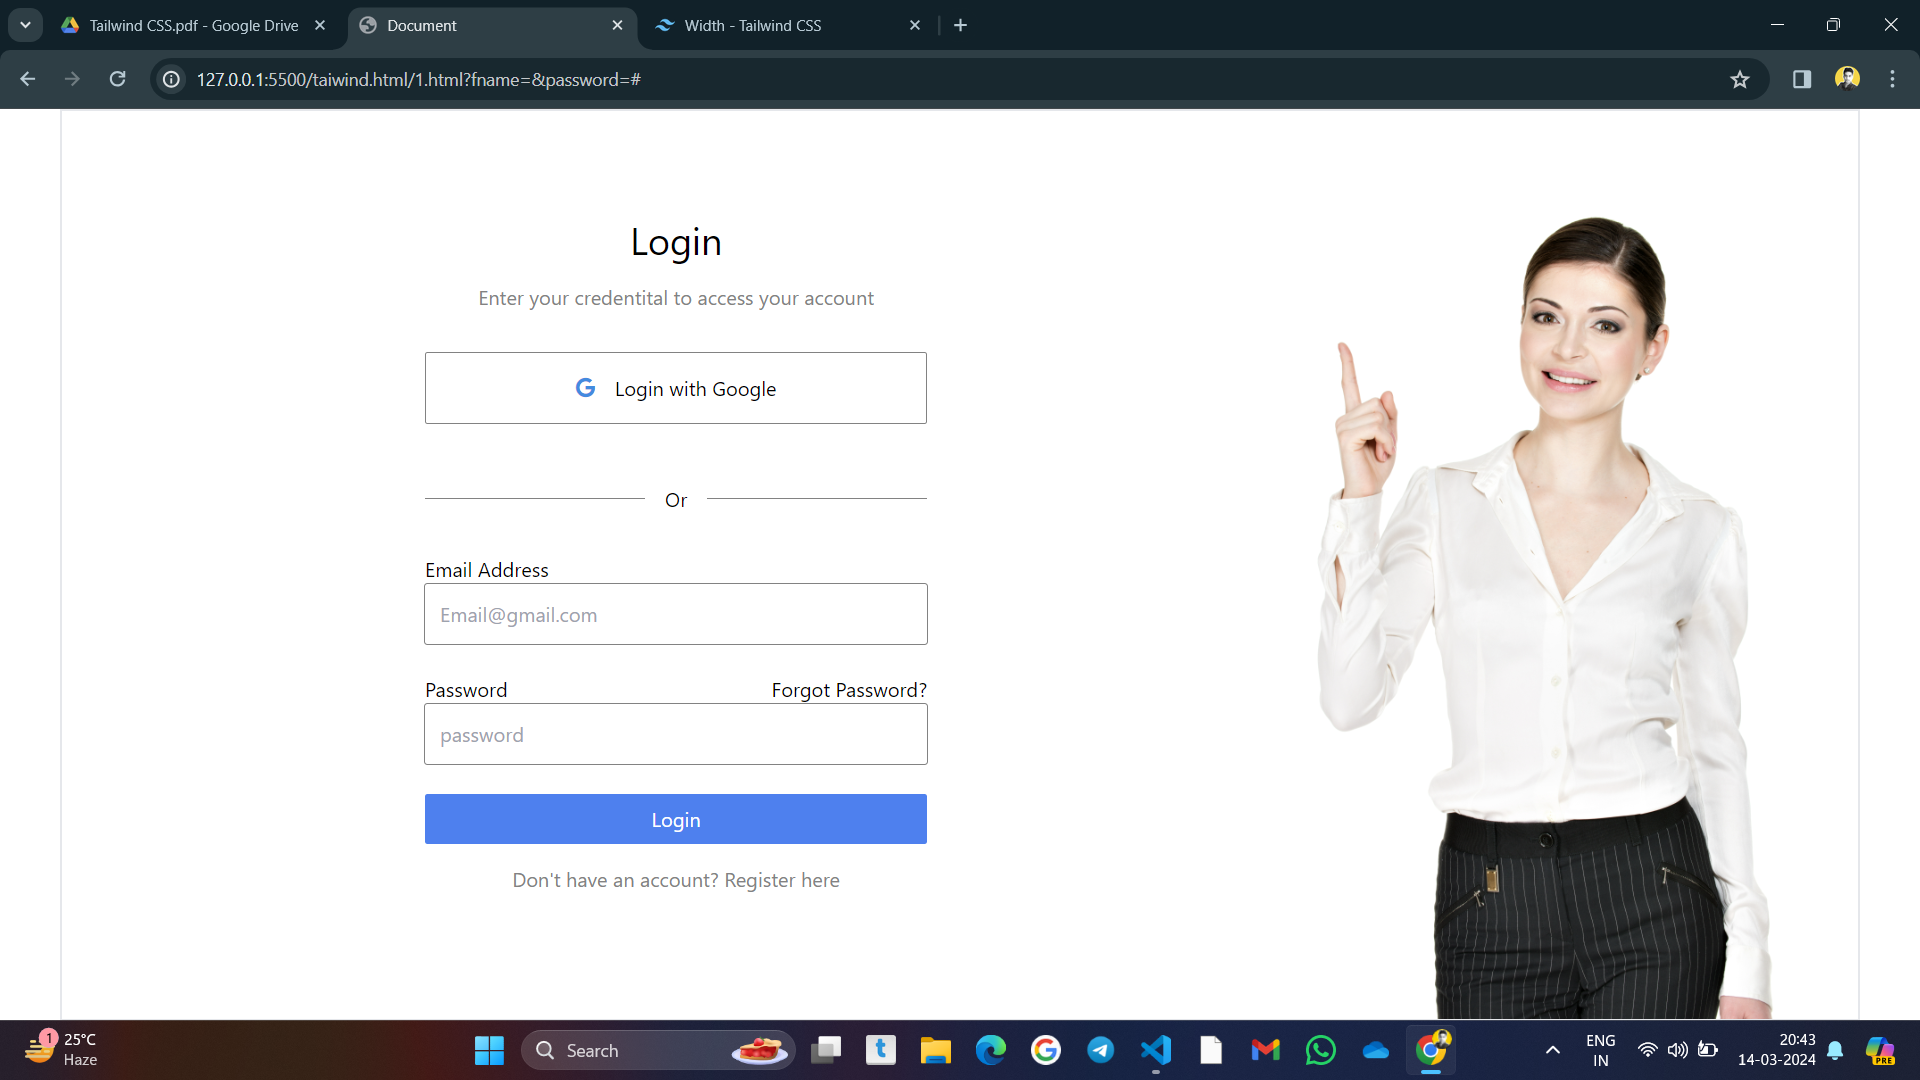 Tailwind CSS.pdf - Google Drive
Document
Width - Tailwind CSS
127.0.0.1:5500/taiwind.html/1.html?fname=&password=#
Login
Enter your credentital to access your account
G Login with Google
Or
Email Address
Email@gmail.com
Password Forgot Password?
password
Login
Don't have an account? Register here
1
25°C
Haze
Search
t
G
PRE
ENG
IN
20:43
14-03-2024